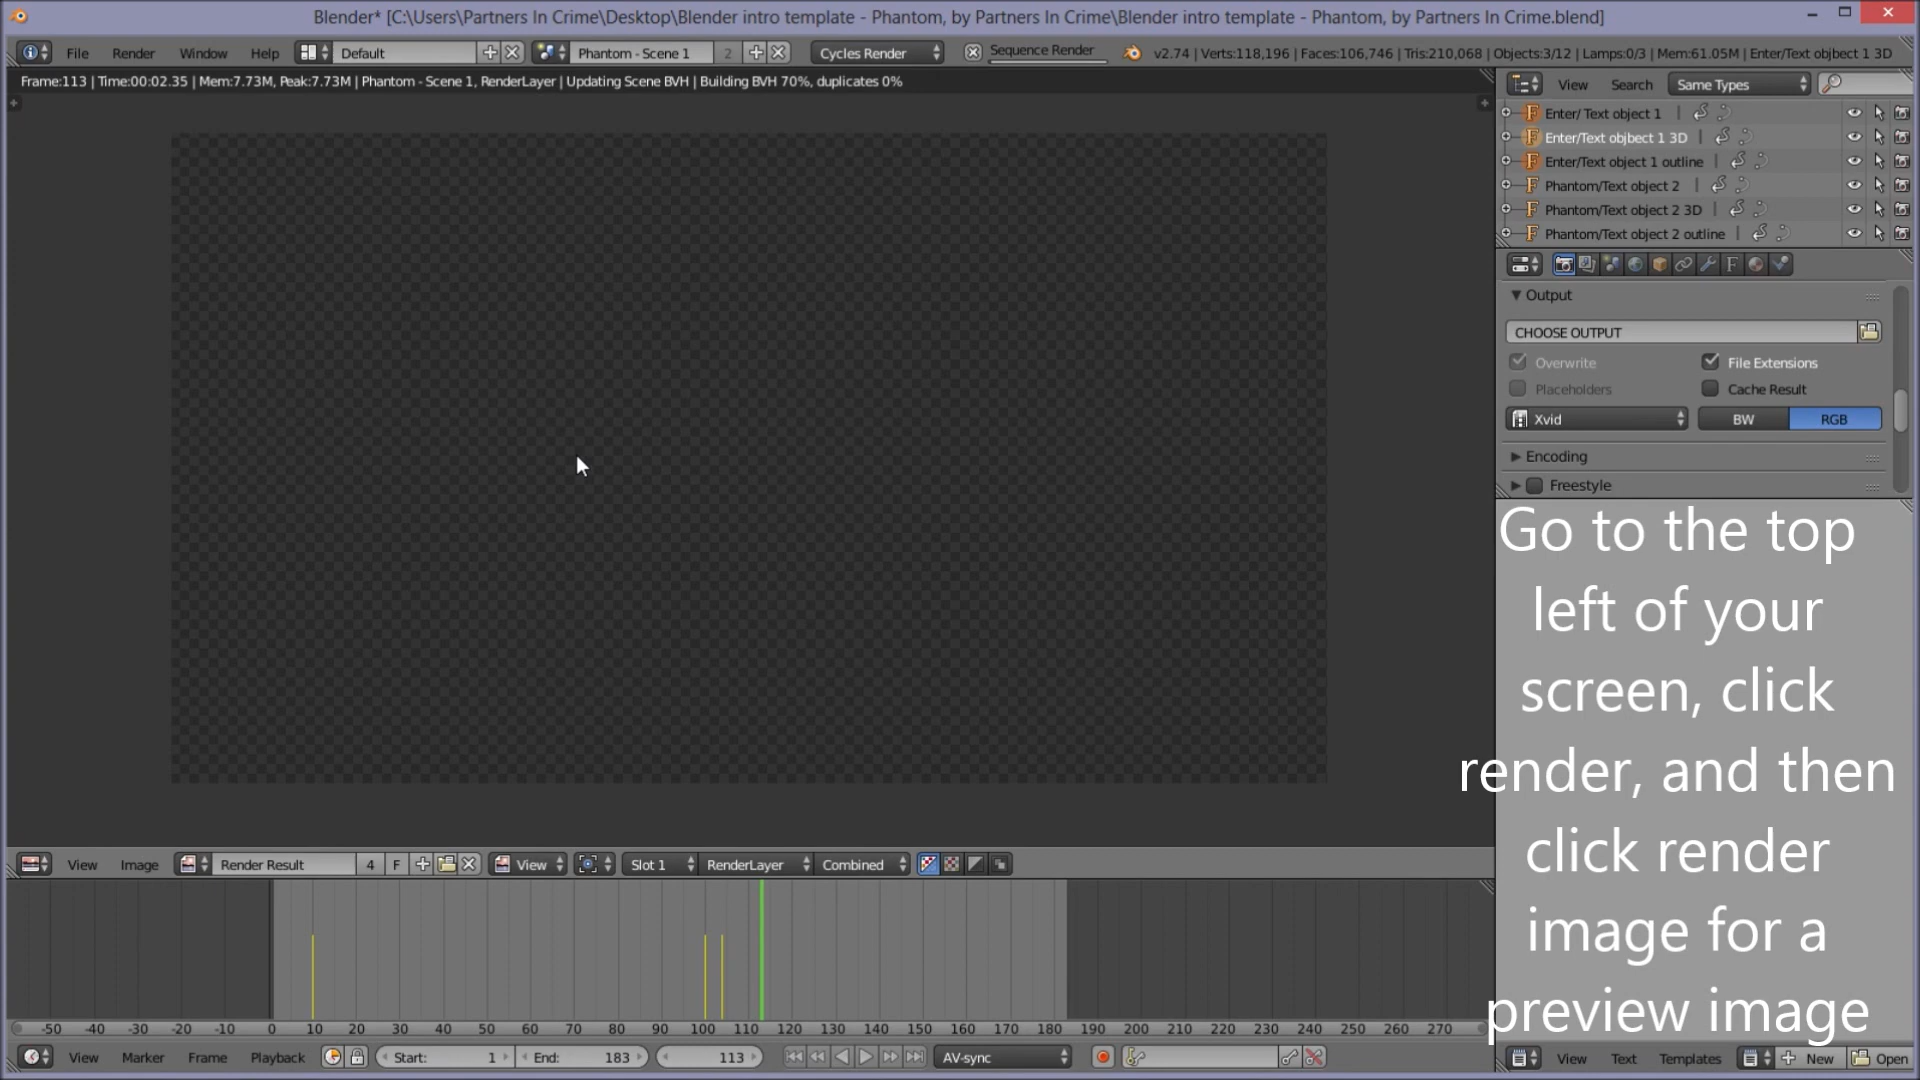 Blender* [C:\Users\Partners In Crime\Desktop\Blender intro template - Phantom, by Partners In Crime\Blender intro template - Phantom, by Partners In Crime.blend]
File Render Window Help Default Phantom - Scene 1 2 Cycles Render Sequence Render v2.74 | Verts:118,196 | Faces:106,746 | Tris:210,068 | Objects:3/12 | Lamps:0/3 | Mem:61.05M | Enter/Text objbect 1 3D
Frame:113 | Time:00:02.35 | Mem:7.73M, Peak:7.73M | Phantom - Scene 1, RenderLayer | Updating Scene BVH | Building BVH 70%, duplicates 0%
View Search Same Types
Enter/ Text object 1
Enter/Text objbect 1 3D
Enter/Text object 1 outline
Phantom/Text object 2
Phantom/Text object 2 3D
Phantom/Text object 2 outline
Output
CHOOSE OUTPUT
Overwrite File Extensions
Placeholders Cache Result
Xvid BW RGB
Encoding
Freestyle
Go to the top
left of your
screen, click
render, and then
click render
image for a
preview image
View Image Render Result 4 F View Slot 1 RenderLayer Combined
-50 -40 -30 -20 -10 0 10 20 30 40 50 60 70 80 90 100 110 120 130 140 150 160 170 180 190 200 210 220 230 240 250 260 270
View Marker Frame Playback Start: 1 End: 183 113 AV-sync
View Text Templates New Open